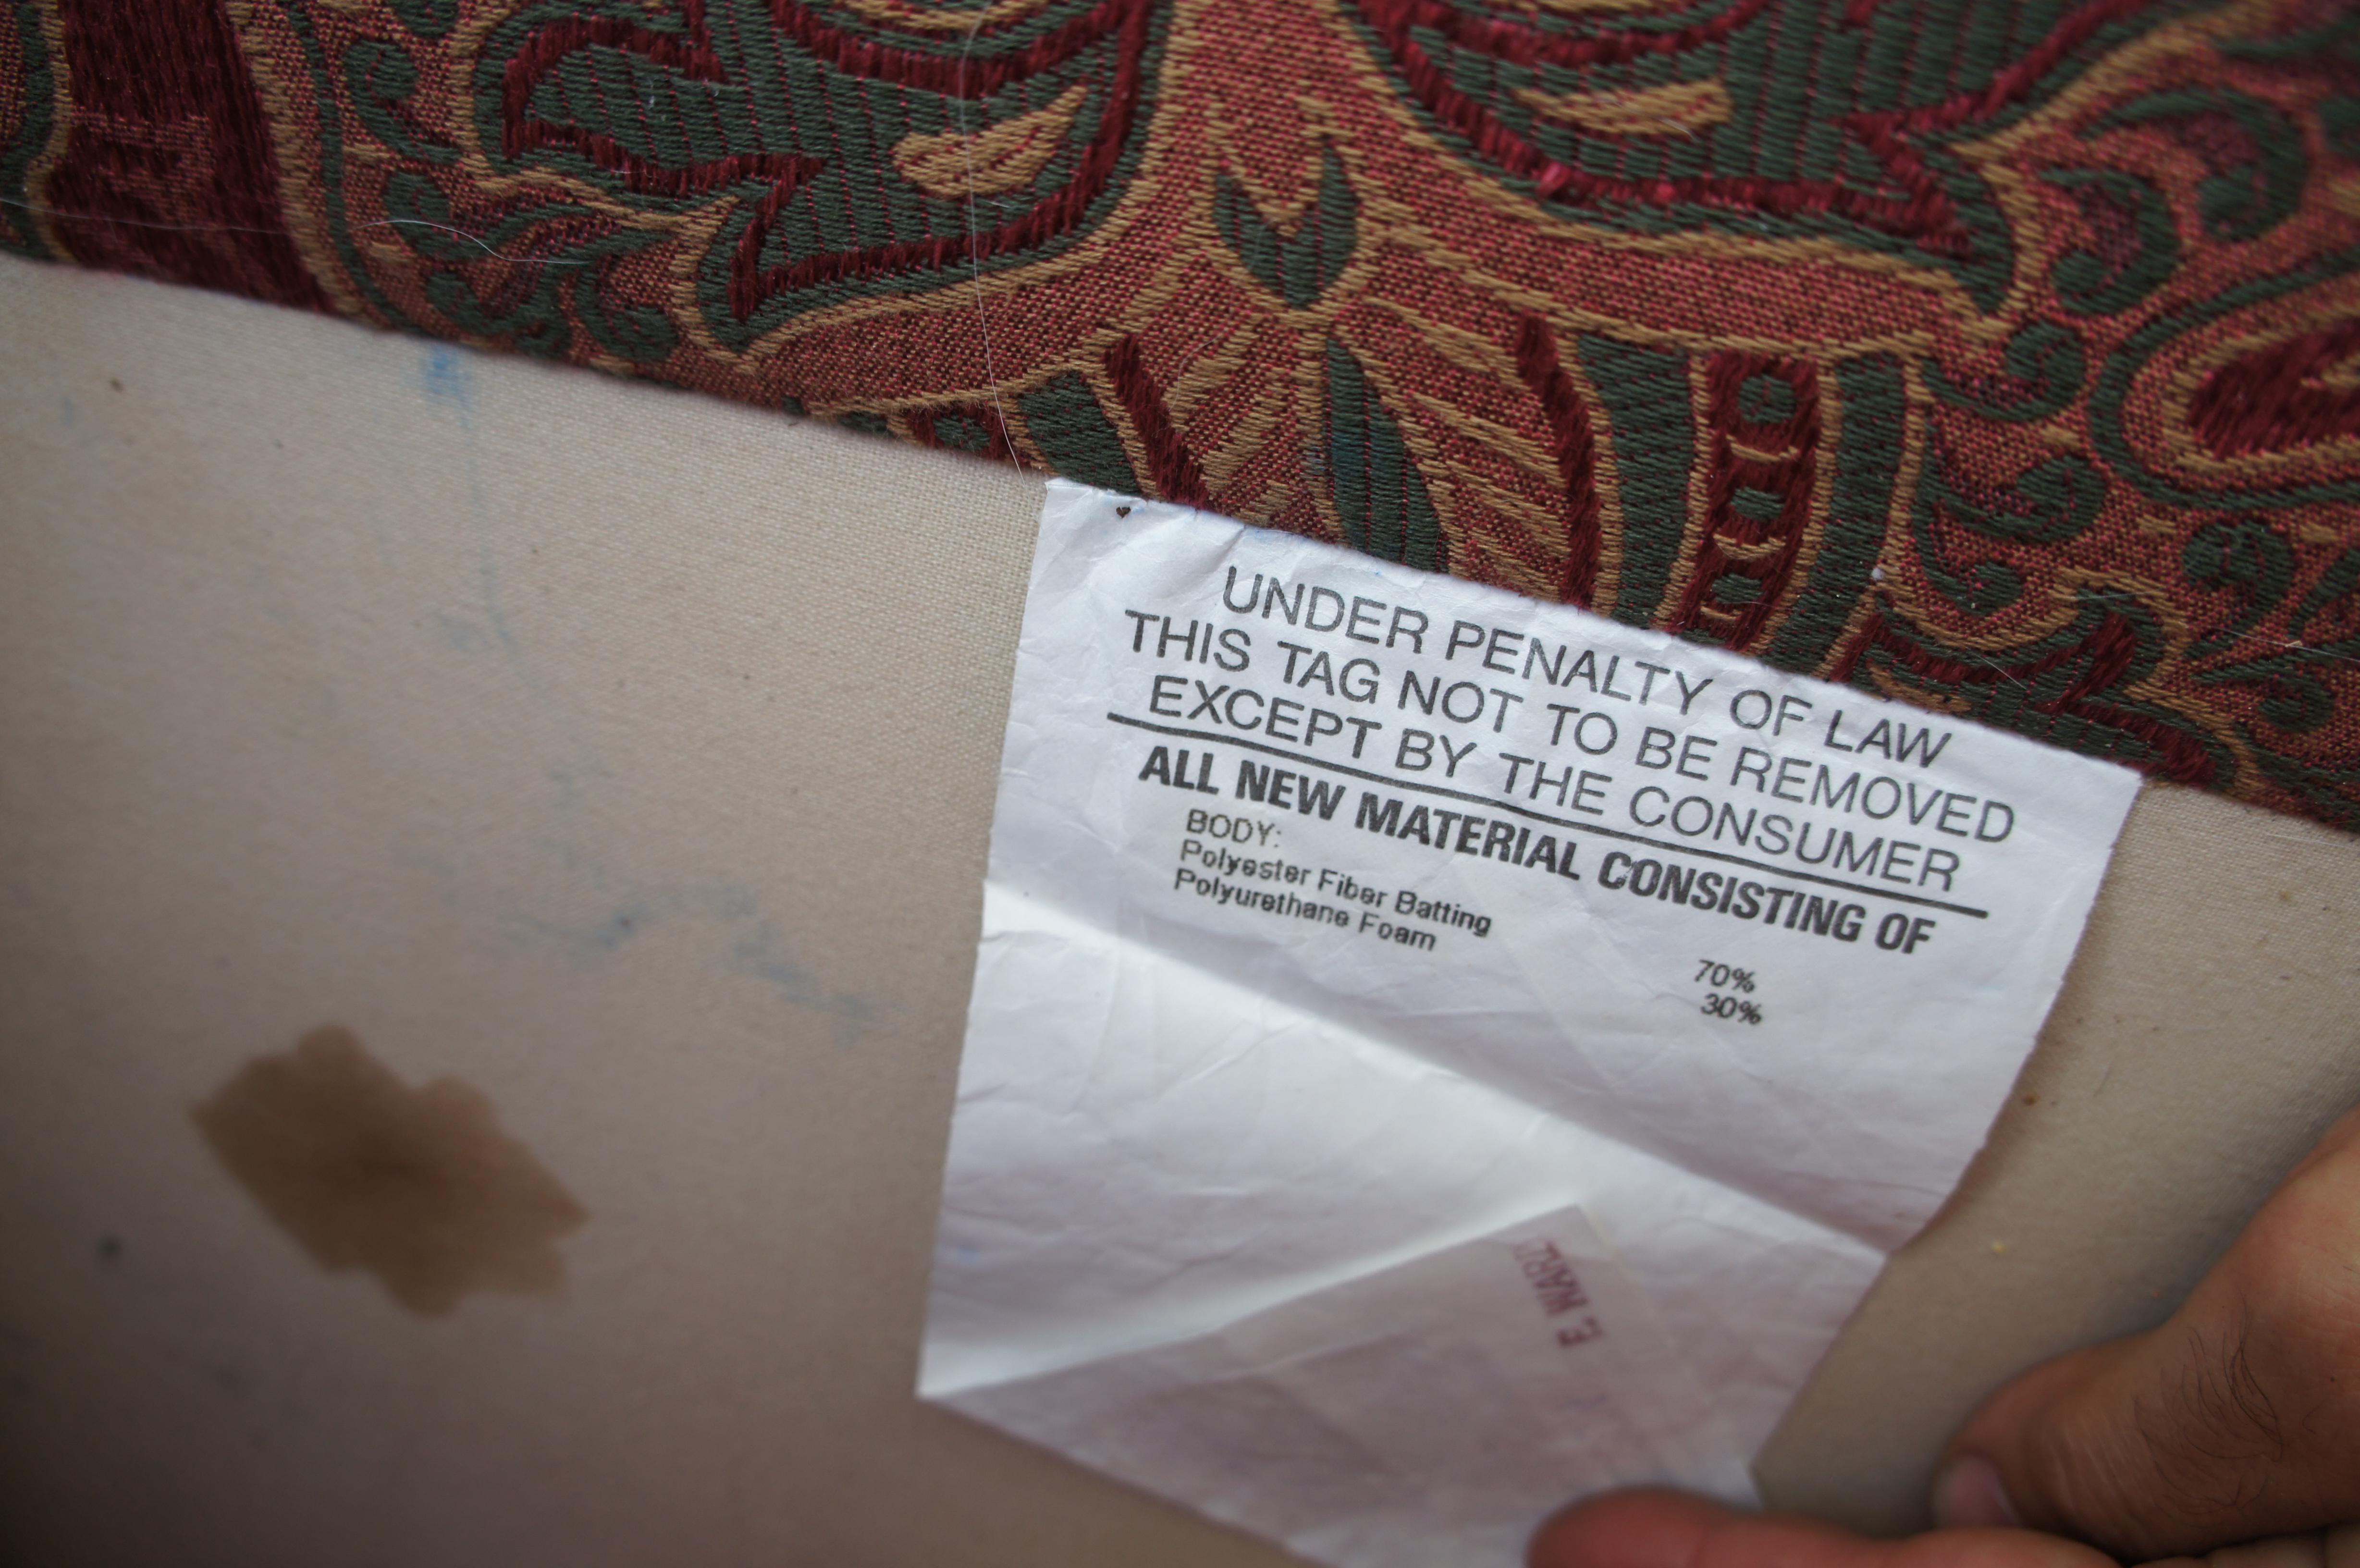 UNDER PENALTY OF LAW
THIS TAG NOT TO BE REMOVED
EXCEPT BY THE CONSUMER
ALL NEW MATERIAL CONSISTING OF
BODY:
Polyester Fiber Batting 70%
Polyurethane Foam 30%
E.